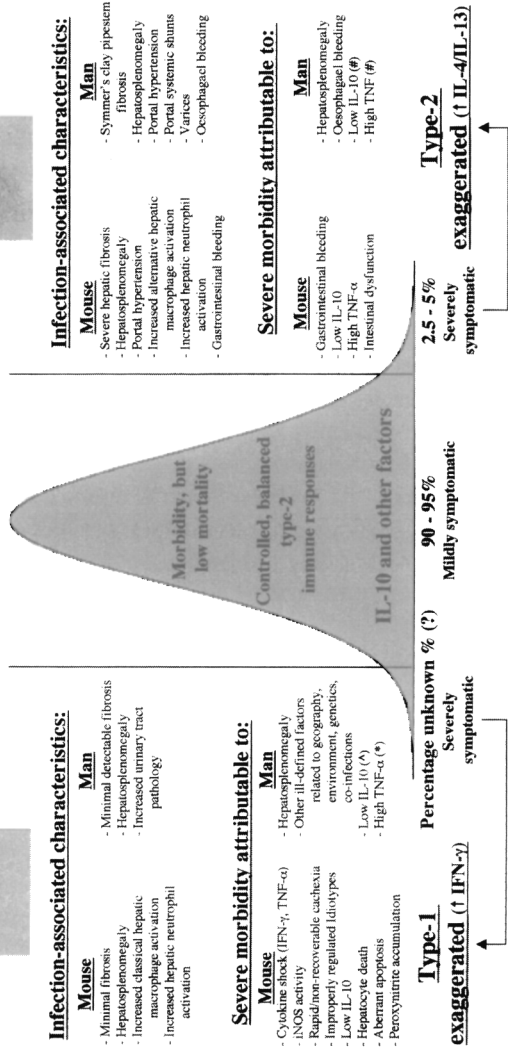 Infection-associated characteristics:
Mouse
- Minimal fibrosis
- Hepatosplenomegaly
- Increased classical hepatic
macrophage activation
- Increased hepatic neutrophil
activation
Man
- Minimal detectable fibrosis
- Hepatosplenomegaly
- Increased urinary tract
pathology
Severe morbidity attributable to:
Mouse
- Cytokine shock (IFN-γ, TNF-α)
- iNOS activity
- Rapid/non-recoverable cachexia
- Improperly regulated Idiotypes
- Low IL-10
- Hepatocyte death
- Aberrant apoptosis
- Peroxynitrite accumulation
Man
- Hepatosplenomegaly
- Other ill-defined factors
related to geography,
environment, genetics,
co-infections
- Low IL-10 (^)
- High TNF-α (*)
Type-1
exaggerated (↑ IFN-γ)
Percentage unknown % (?)
Severely
symptomatic
Morbidity, but
low mortality
Controlled, balanced
type-2
immune responses
IL-10 and other factors
90 - 95%
Mildly symptomatic
Infection-associated characteristics:
Mouse
- Severe hepatic fibrosis
- Hepatosplenomegaly
- Portal hypertension
- Increased alternative hepatic
macrophage activation
- Increased hepatic neutrophil
activation
- Gastrointestinal bleeding
Man
- Symmer's clay pipestem
fibrosis
- Hepatosplenomegaly
- Portal hypertension
- Portal systemic shunts
- Varices
- Oesophagael bleeding
Severe morbidity attributable to:
Mouse
- Gastrointestinal bleeding
- Low IL-10
- High TNF-α
- Intestinal dysfunction
Man
- Hepatosplenomegaly
- Oesophagael bleeding
- Low IL-10 (#)
- High TNF (#)
2.5 - 5%
Severely
symptomatic
Type-2
exaggerated (↑ IL-4/IL-13)